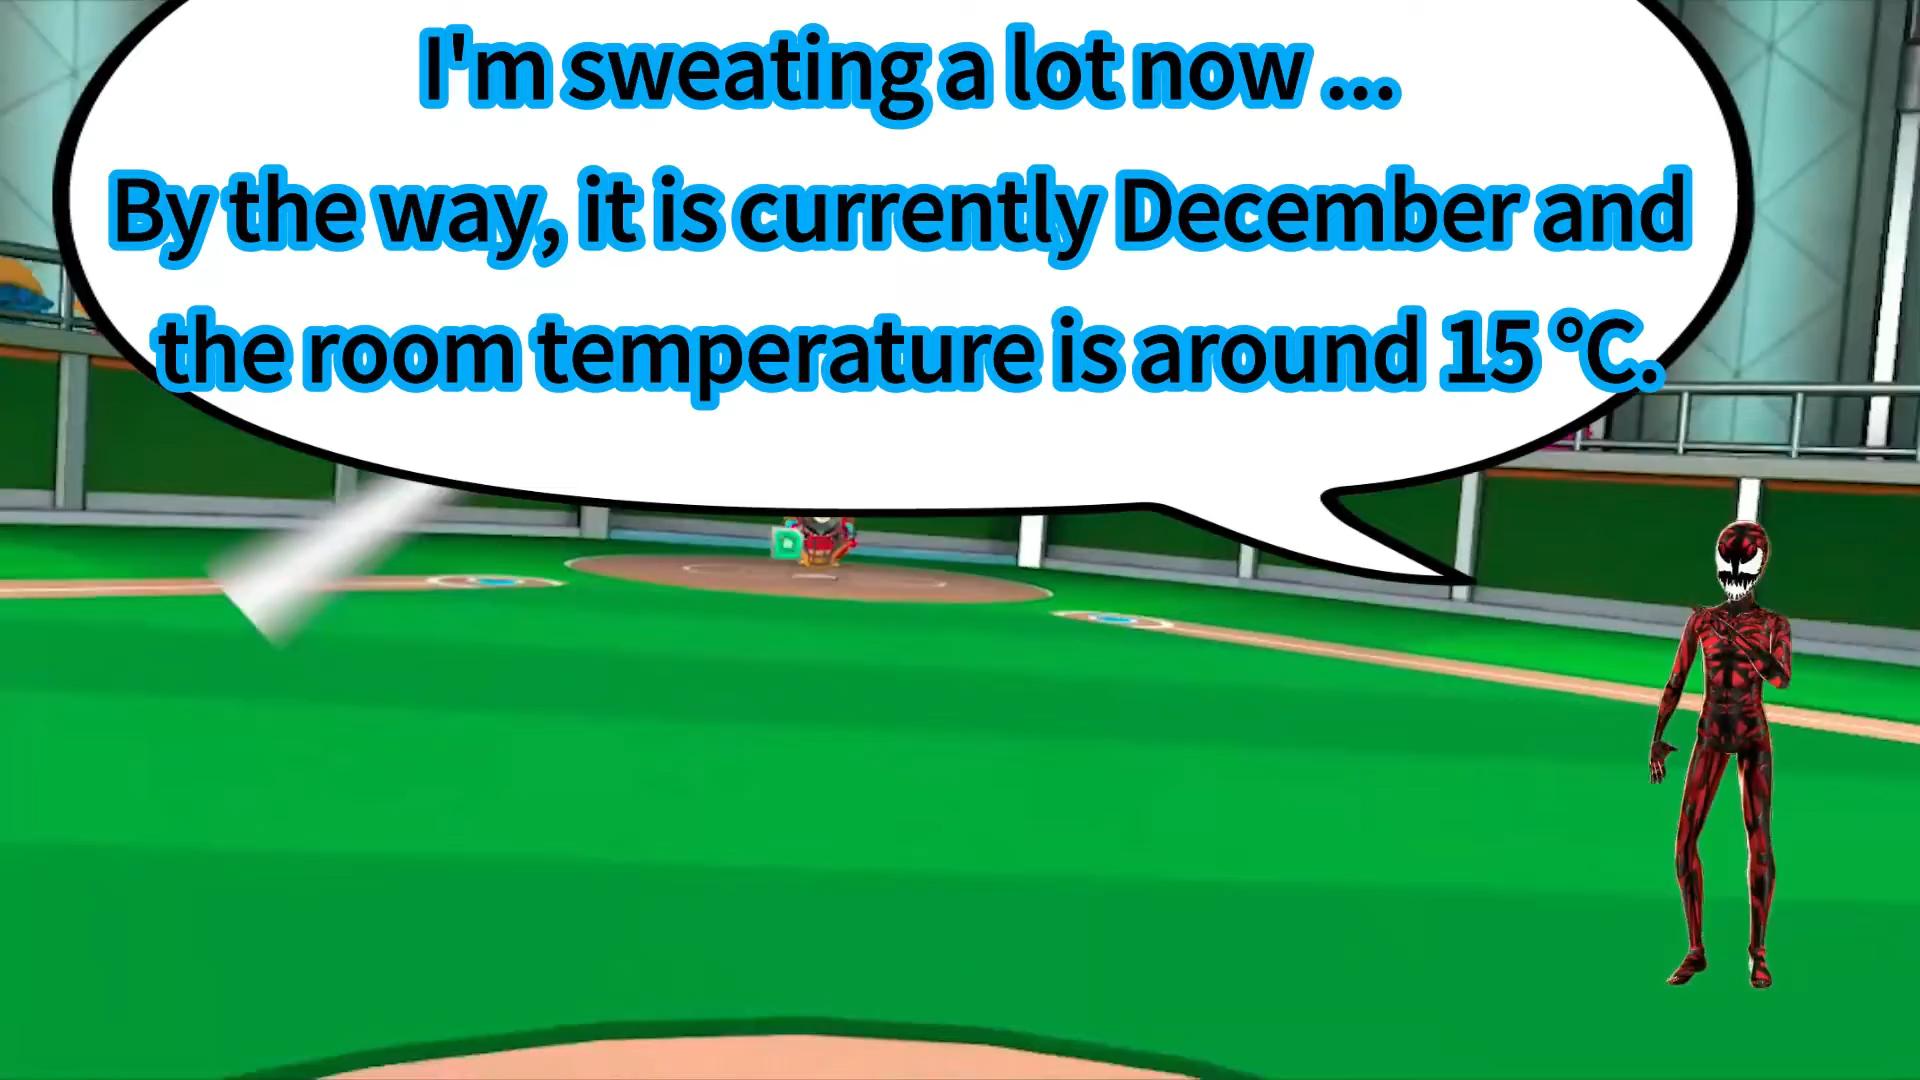 I'm sweating a lot now ...
By the way, it is currently December and
the room temperature is around 15 ℃.